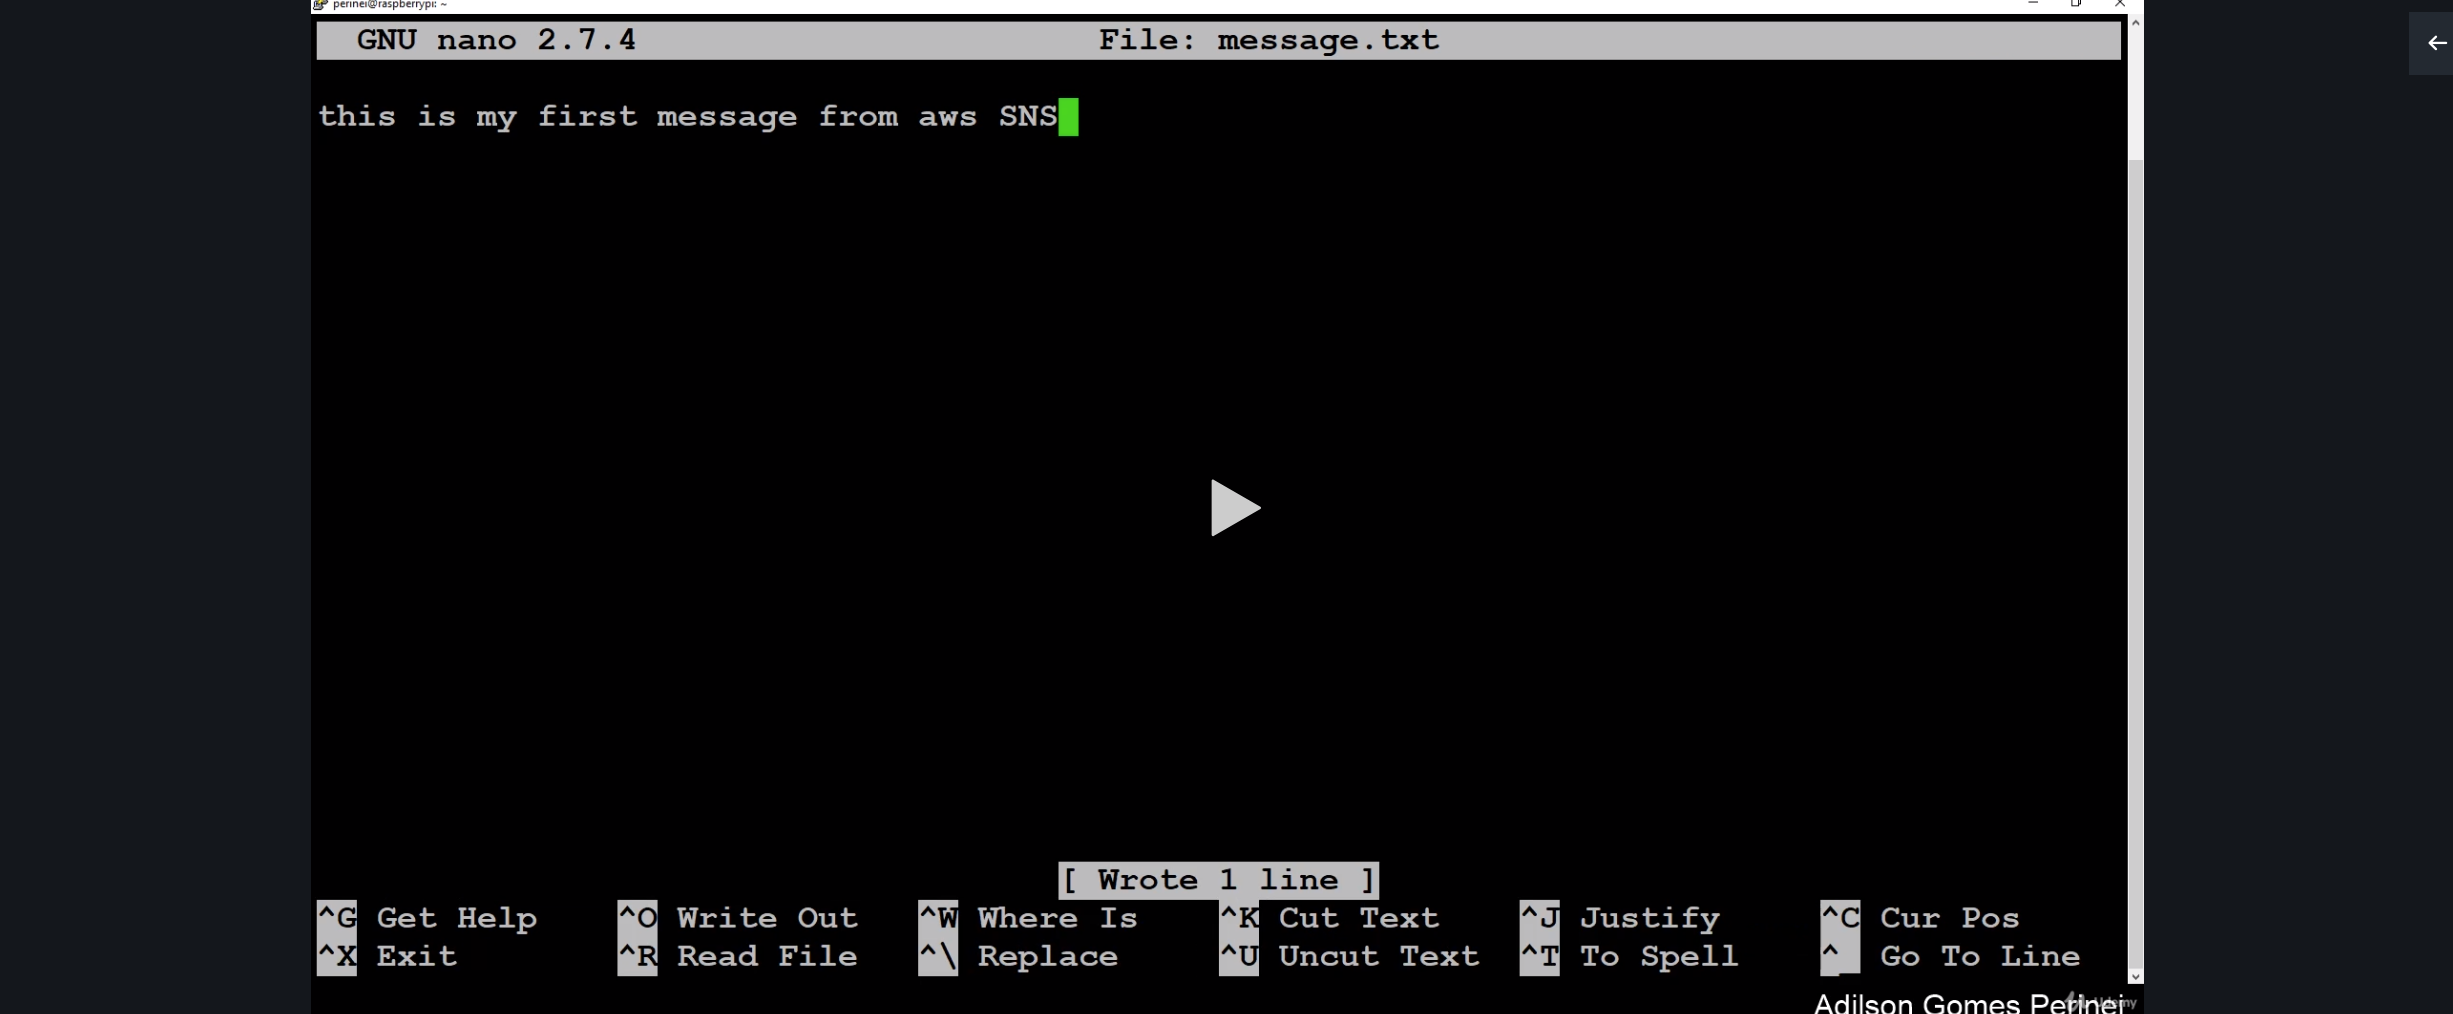 perinei@raspberrypi: ~
GNU nano 2.7.4 File: message.txt
this is my first message from aws SNS
[ Wrote 1 line ]
^G Get Help ^O Write Out ^W Where Is ^K Cut Text ^J Justify ^C Cur Pos
^X Exit ^R Read File ^\ Replace ^U Uncut Text ^T To Spell ^_ Go To Line
Adilson Gomes Perinei
Udemy